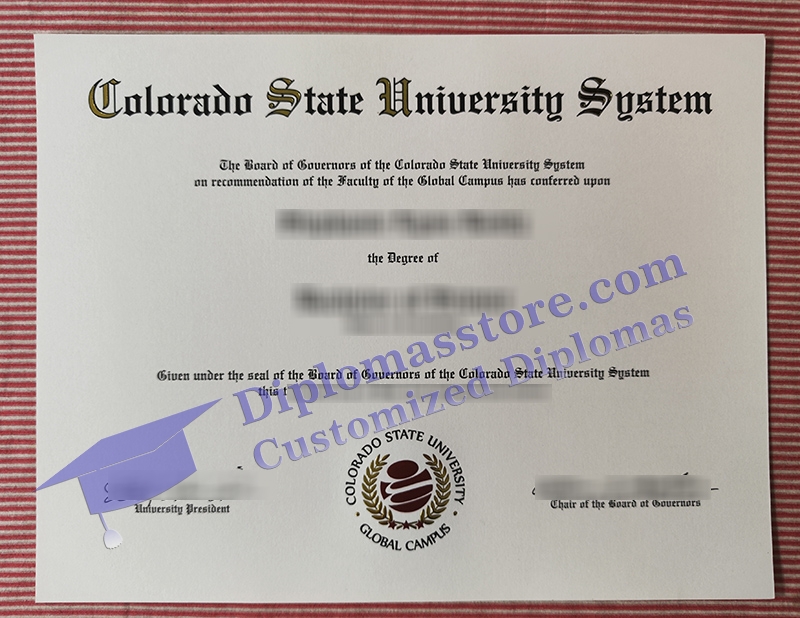 Colorado State University System
The Board of Governors of the Colorado State University System
on recommendation of the Faculty of the Global Campus has conferred upon
the Degree of
Diplomasstore.com
Customized Diplomas
Given under the seal of the Board of Governors of the Colorado State University System
this
COLORADO STATE UNIVERSITY
GLOBAL CAMPUS
University President
Chair of the Board of Governors